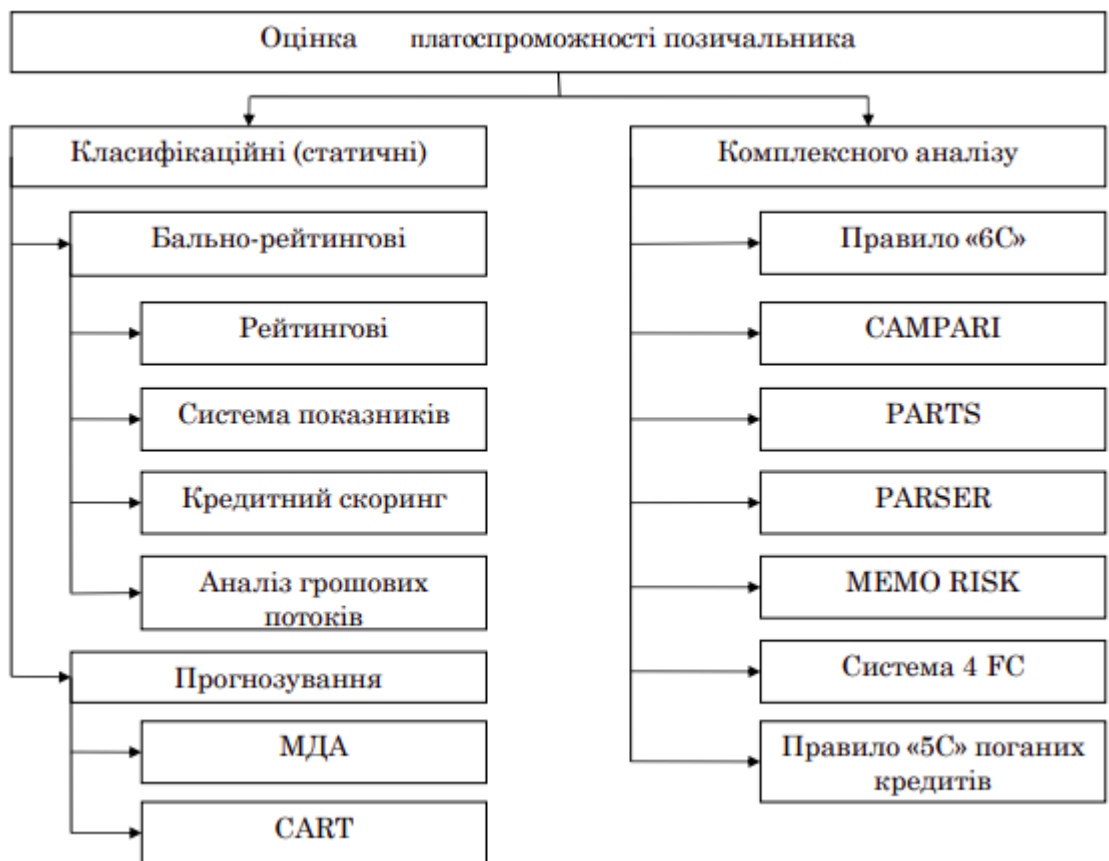 Оцінка платоспроможності позичальника
Класифікаційні (статичні)
Бально-рейтингові
Рейтингові
Система показників
Кредитний скоринг
Аналіз грошових
потоків
Прогнозування
МДА
CART
Комплексного аналізу
Правило «6С»
CAMPARI
PARTS
PARSER
MEMO RISK
Система 4 FC
Правило «5С» поганих
кредитів